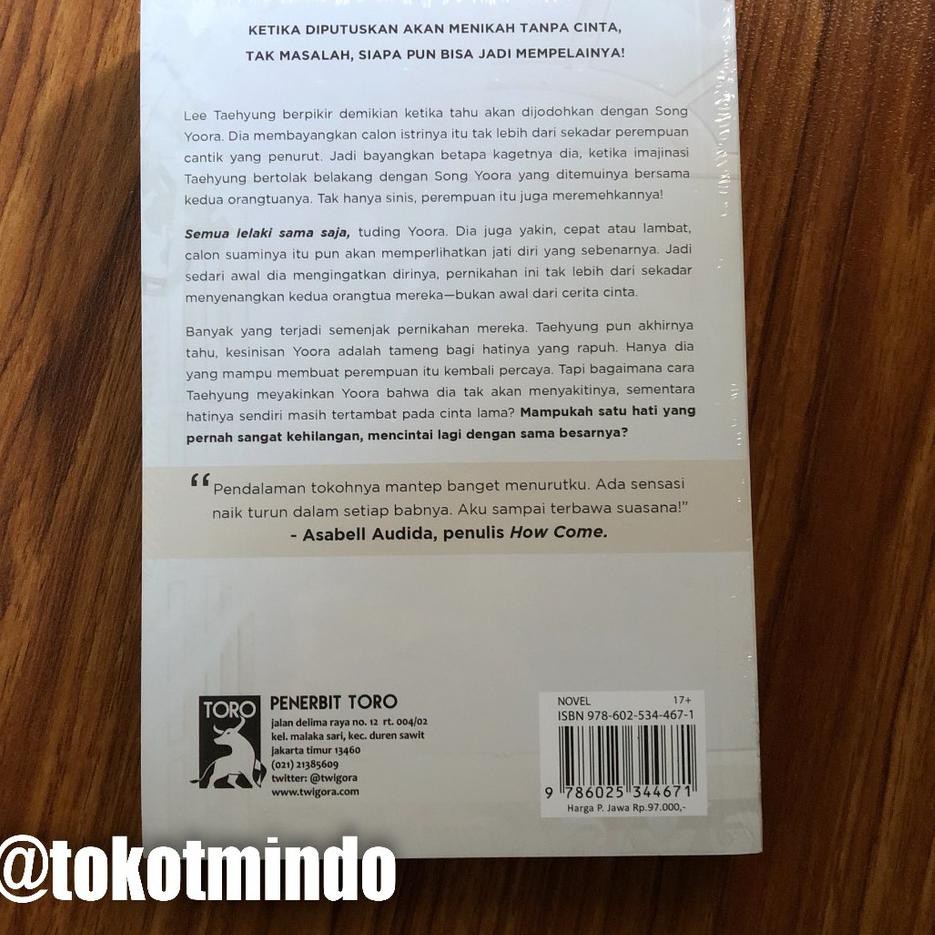 KETIKA DIPUTUSKAN AKAN MENIKAH TANPA CINTA,
TAK MASALAH, SIAPA PUN BISA JADI MEMPELAINYA!
Lee Taehyung berpikir demikian ketika tahu akan dijodohkan dengan Song
Yoora. Dia membayangkan calon istrinya itu tak lebih dari sekadar perempuan
cantik yang penurut. Jadi bayangkan betapa kagetnya dia, ketika imajinasi
Taehyung bertolak belakang dengan Song Yoora yang ditemuinya bersama
kedua orangtuanya. Tak hanya sinis, perempuan itu juga meremehkannya!
Semua lelaki sama saja, tuding Yoora. Dia juga yakin, cepat atau lambat,
calon suaminya itu pun akan memperlihatkan jati diri yang sebenarnya. Jadi
sedari awal dia mengingatkan dirinya, pernikahan ini tak lebih dari sekadar
menyenangkan kedua orangtua mereka—bukan awal dari cerita cinta.
Banyak yang terjadi semenjak pernikahan mereka. Taehyung pun akhirnya
tahu, kesinisan Yoora adalah tameng bagi hatinya yang rapuh. Hanya dia
yang mampu membuat perempuan itu kembali percaya. Tapi bagaimana cara
Taehyung meyakinkan Yoora bahwa dia tak akan menyakitinya, sementara
hatinya sendiri masih tertambat pada cinta lama? Mampukah satu hati yang
pernah sangat kehilangan, mencintai lagi dengan sama besarnya?
“Pendalaman tokohnya mantep banget menurutku. Ada sensasi
naik turun dalam setiap babnya. Aku sampai terbawa suasana!”
- Asabell Audida, penulis How Come.
TORO
PENERBIT TORO
jalan delima raya no. 12 rt. 004/02
kel. malaka sari, kec. duren sawit
jakarta timur 13460
(021) 21385609
twitter: @twigora
www.twigora.com
NOVEL 17+
ISBN 978-602-534-467-1
9 786025 344671
Harga P. Jawa Rp.97.000,-
@tokotmindo